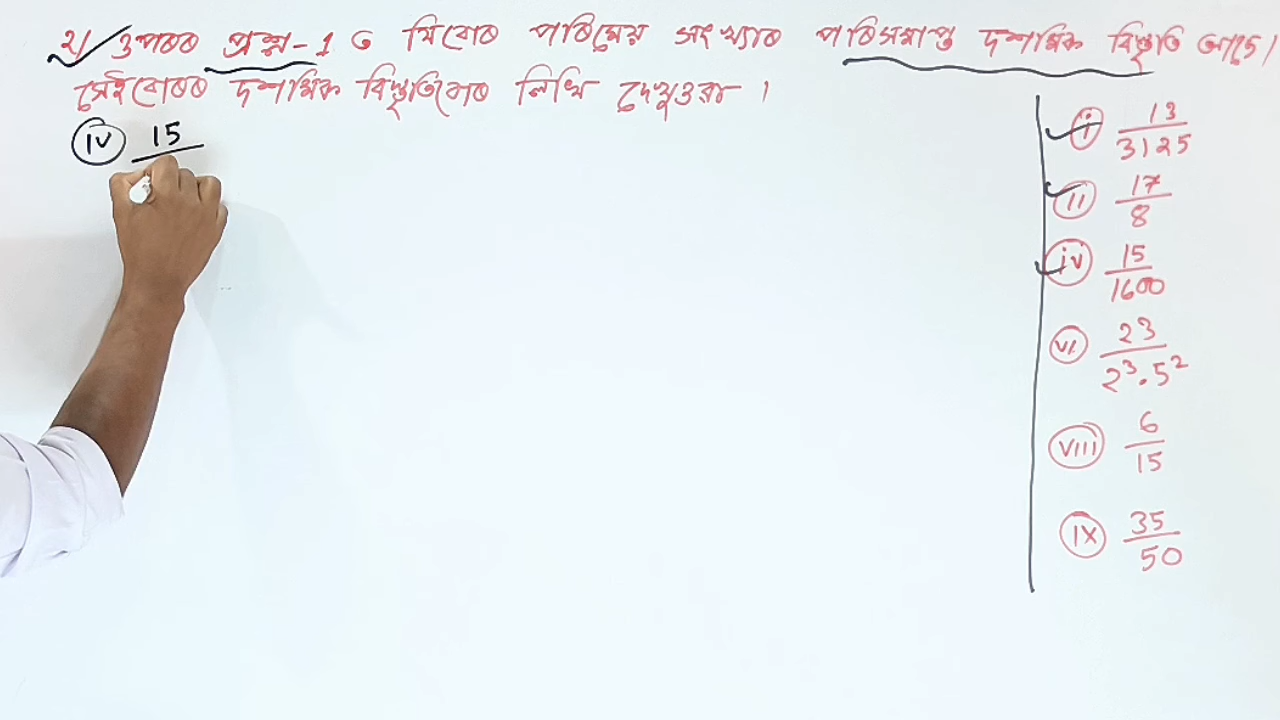 ২) ওপৰৰ প্ৰশ্ন-1 ত যিবোৰ পৰিমেয় সংখ্যাৰ পৰিসমাপ্ত দশমিক বিস্তৃতি আছে।
সেইবোৰৰ দশমিক বিস্তৃতিবোৰ লিখি দেখুওৱা ।
(iv) 15
(i) 13/3125
(ii) 17/8
(iv) 15/1600
(vi) 23/2³·5²
(viii) 6/15
(ix) 35/50